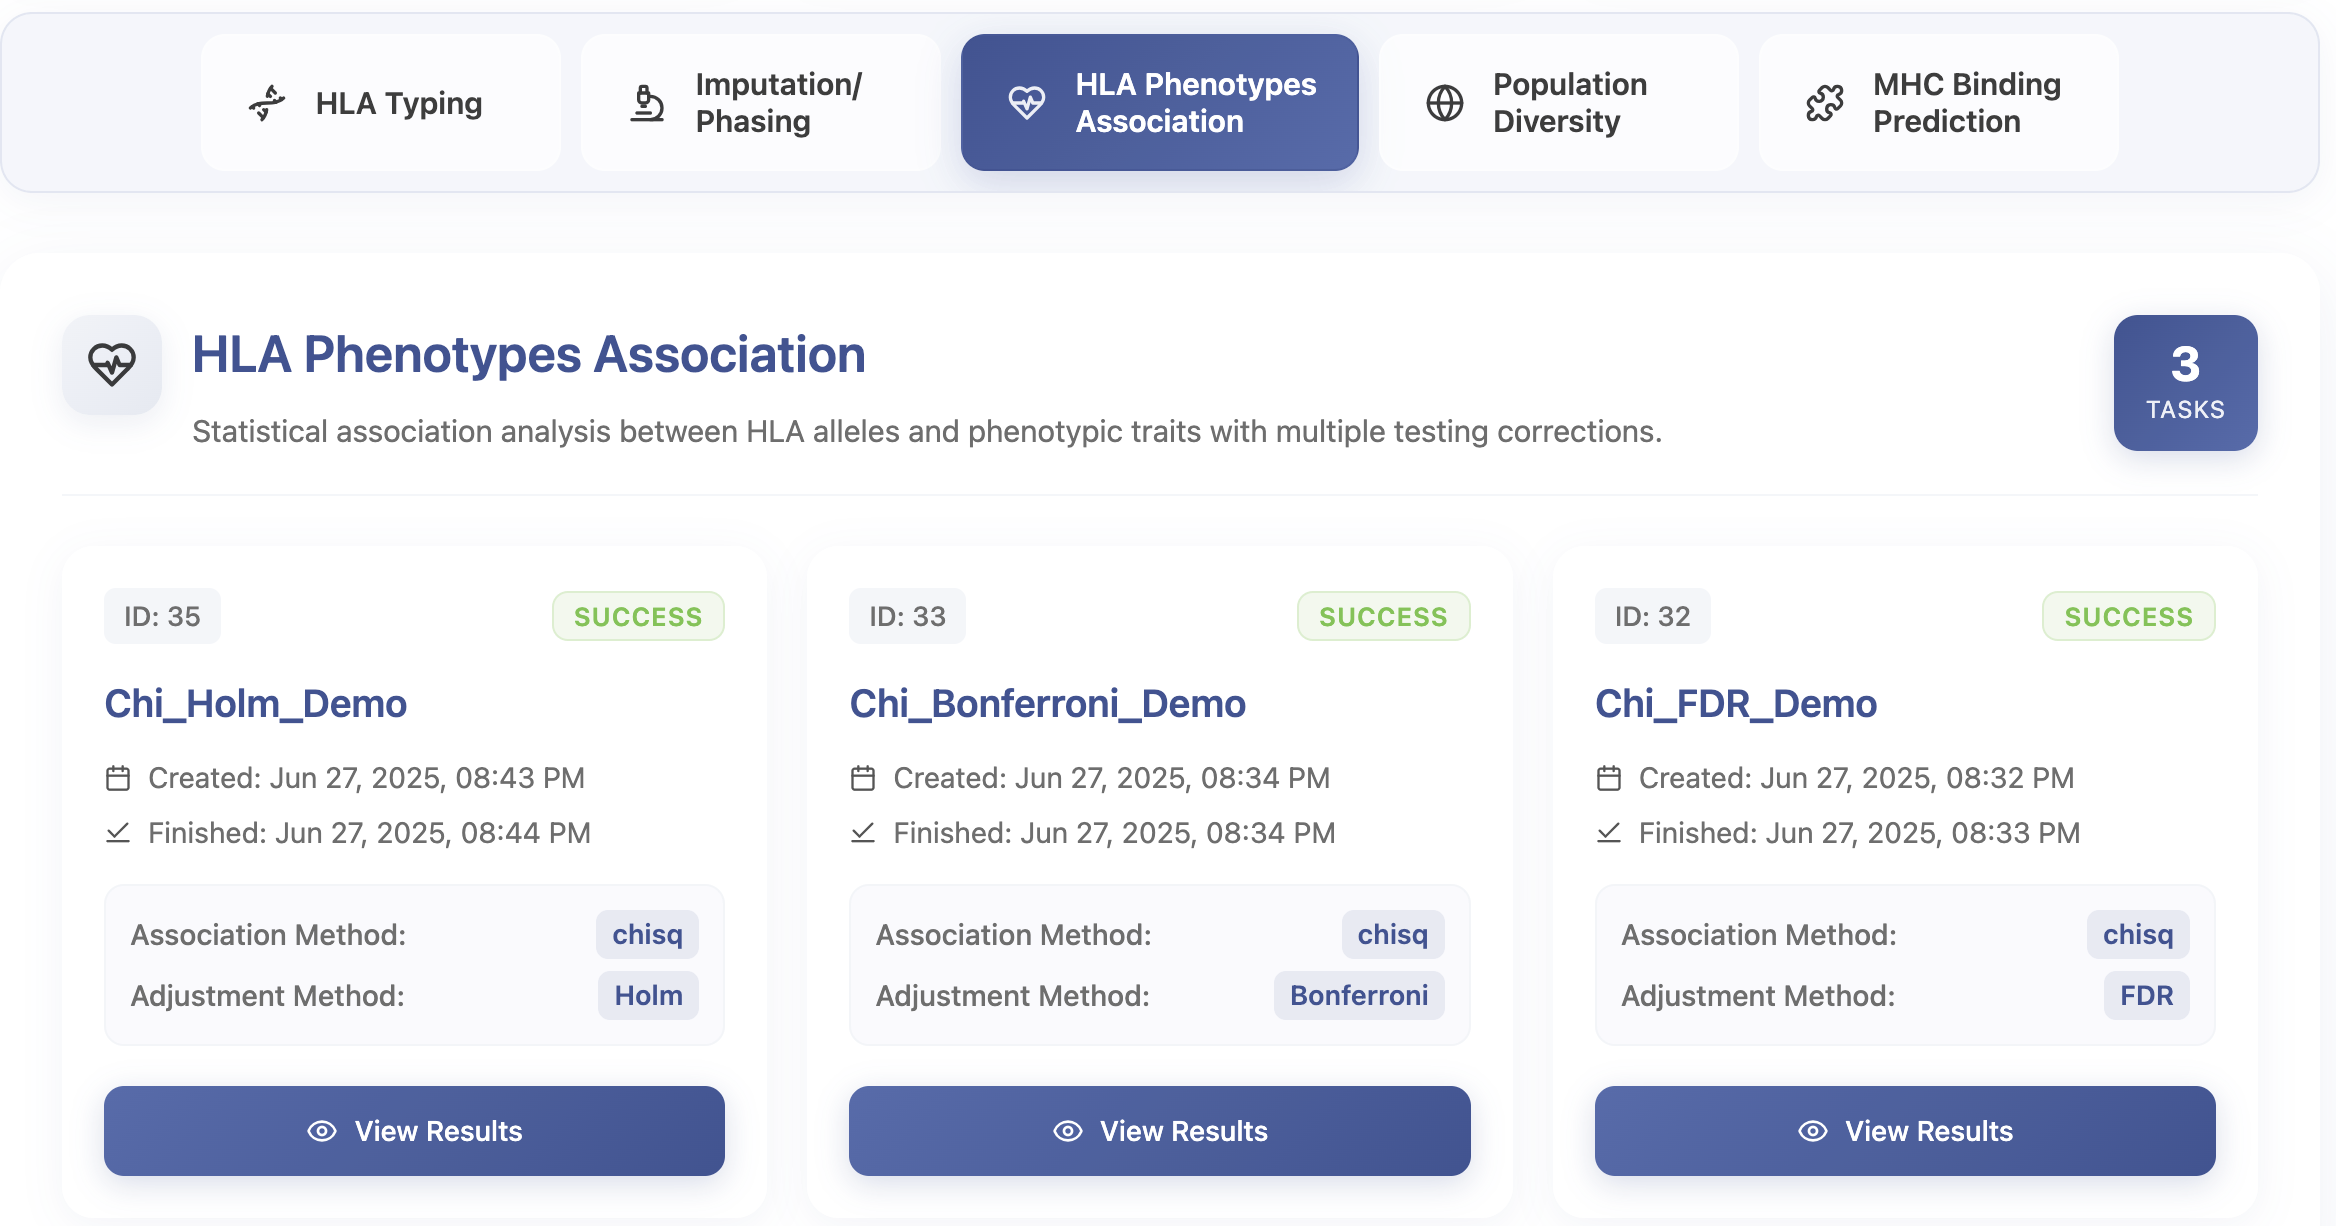 HLA Typing
Imputation/
Phasing
HLA Phenotypes
Association
Population
Diversity
MHC Binding
Prediction
HLA Phenotypes Association
Statistical association analysis between HLA alleles and phenotypic traits with multiple testing corrections.
3
TASKS
ID: 35
SUCCESS
Chi_Holm_Demo
Created: Jun 27, 2025, 08:43 PM
Finished: Jun 27, 2025, 08:44 PM
Association Method:
chisq
Adjustment Method:
Holm
View Results
ID: 33
SUCCESS
Chi_Bonferroni_Demo
Created: Jun 27, 2025, 08:34 PM
Finished: Jun 27, 2025, 08:34 PM
Association Method:
chisq
Adjustment Method:
Bonferroni
View Results
ID: 32
SUCCESS
Chi_FDR_Demo
Created: Jun 27, 2025, 08:32 PM
Finished: Jun 27, 2025, 08:33 PM
Association Method:
chisq
Adjustment Method:
FDR
View Results